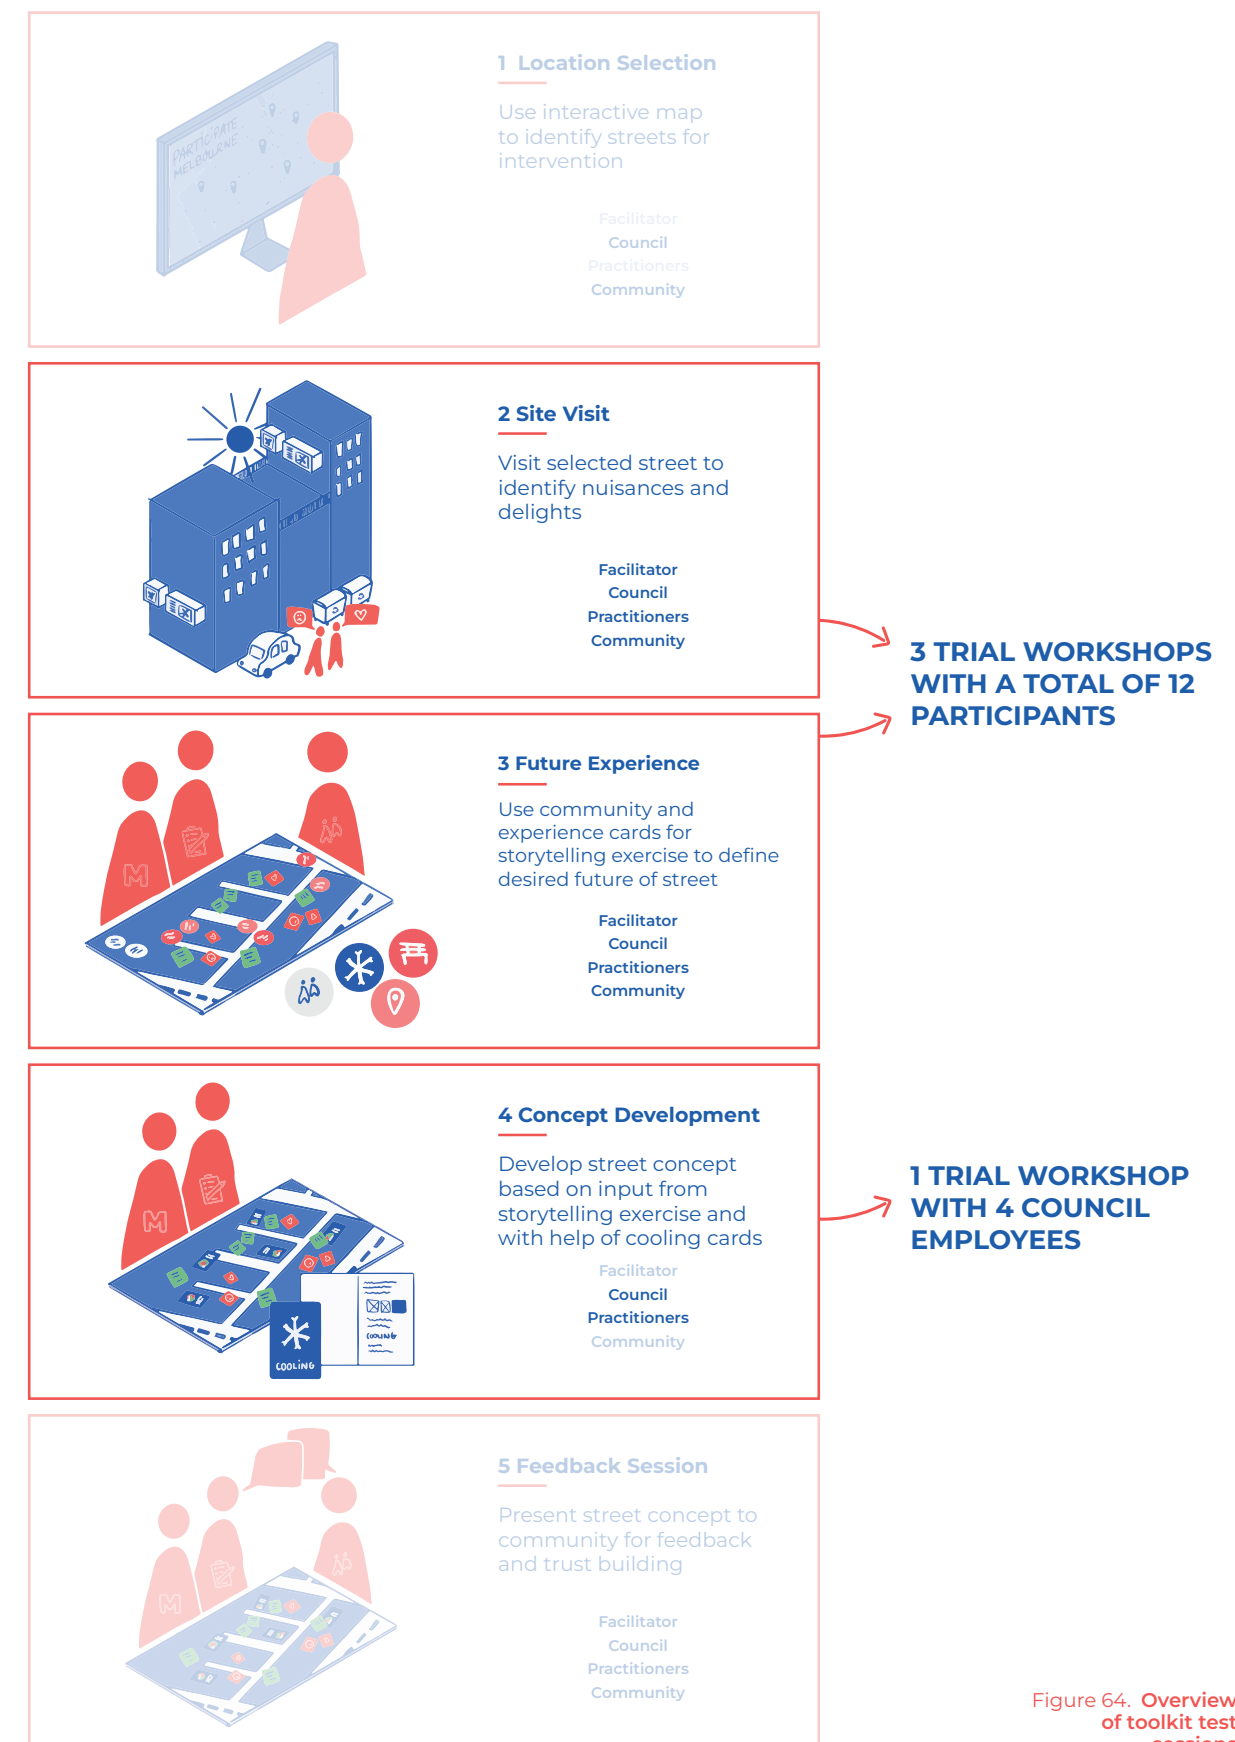 PARTICIPATE
MELBOURNE
1 Location Selection
Use interactive map
to identify streets for
intervention
Facilitator
Council
Practitioners
Community
2 Site Visit
Visit selected street to
identify nuisances and
delights
Facilitator
Council
Practitioners
Community
3 TRIAL WORKSHOPS
WITH A TOTAL OF 12
PARTICIPANTS
3 Future Experience
Use community and
experience cards for
storytelling exercise to define
desired future of street
Facilitator
Council
Practitioners
Community
M
4 Concept Development
Develop street concept
based on input from
storytelling exercise and
with help of cooling cards
Facilitator
Council
Practitioners
Community
M
COOLING
COOLING
1 TRIAL WORKSHOP
WITH 4 COUNCIL
EMPLOYEES
5 Feedback Session
Present street concept to
community for feedback
and trust building
Facilitator
Council
Practitioners
Community
M
Figure 64. Overview
of toolkit test
sessions